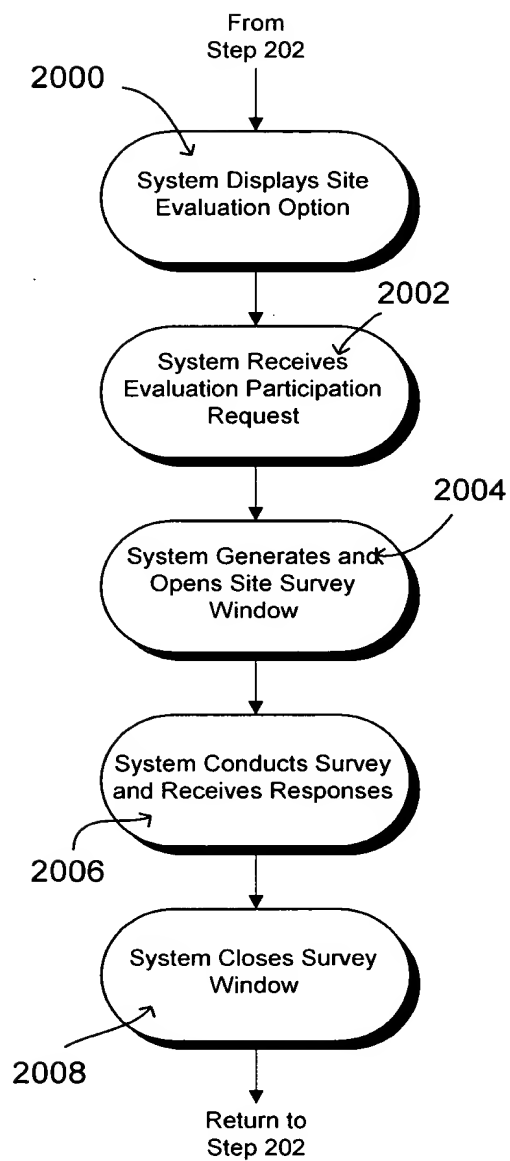 From
Step 202
2000
System Displays Site
Evaluation Option
2002
System Receives
Evaluation Participation
Request
2004
System Generates and
Opens Site Survey
Window
System Conducts Survey
and Receives Responses
2006
System Closes Survey
Window
2008
Return to
Step 202